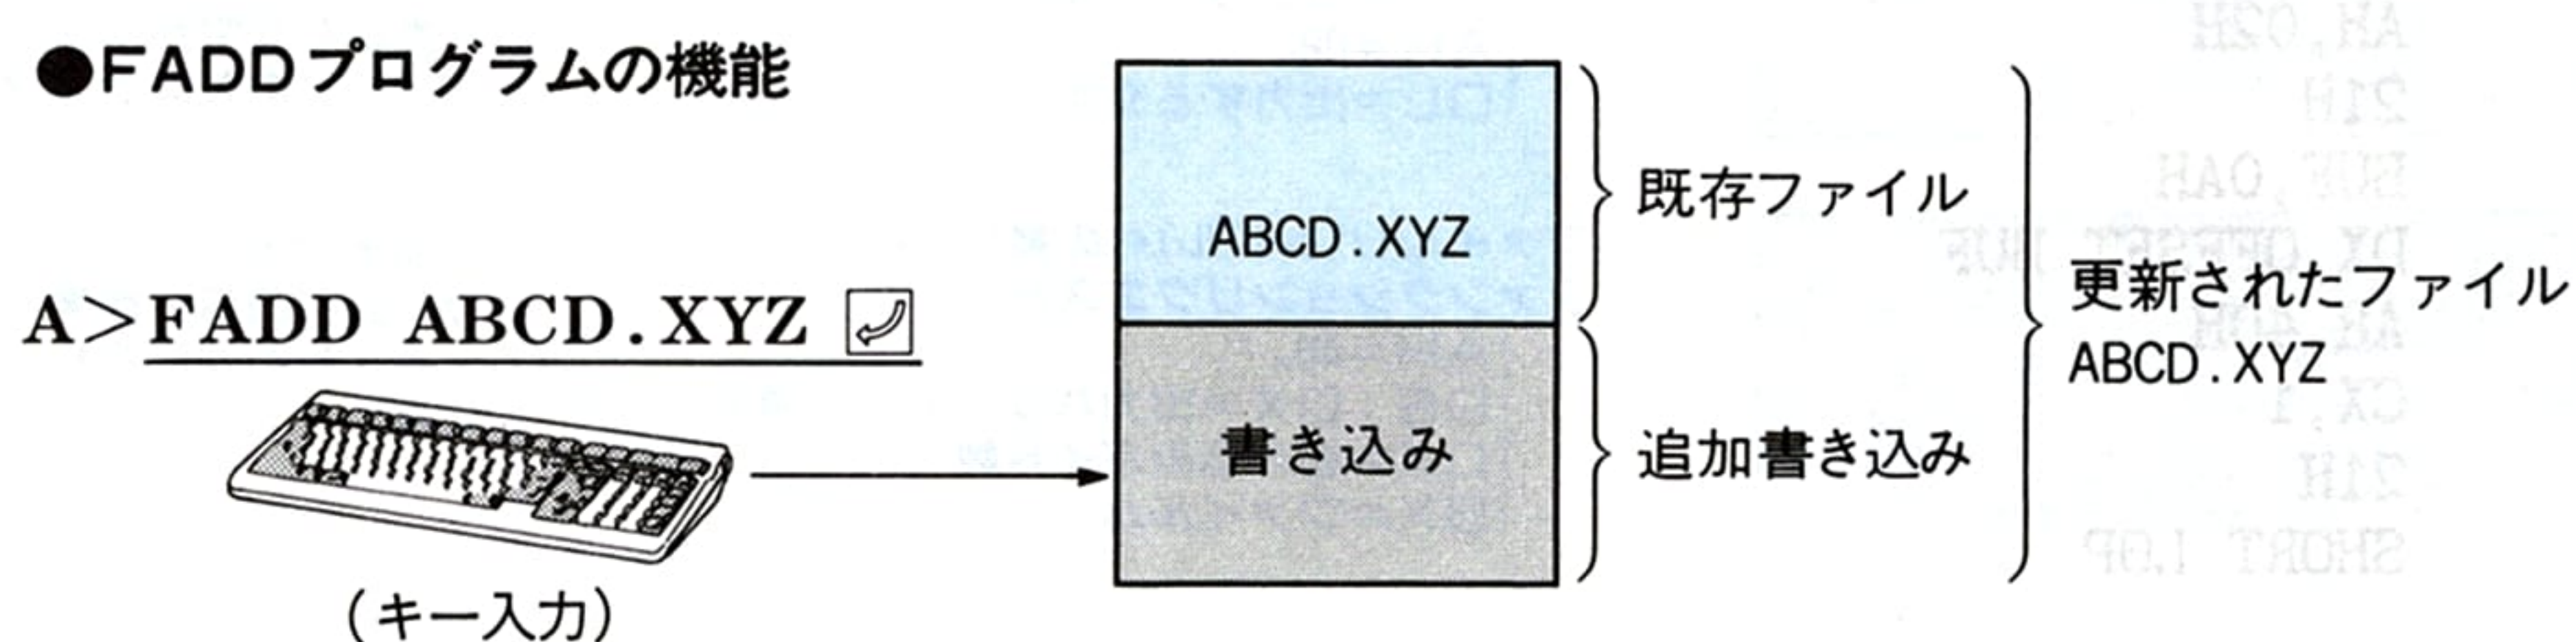 ●FADDプログラムの機能
A>FADD ABCD.XYZ
(キー入力)
ABCD.XYZ
書き込み
既存ファイル
追加書き込み
更新されたファイル
ABCD.XYZ